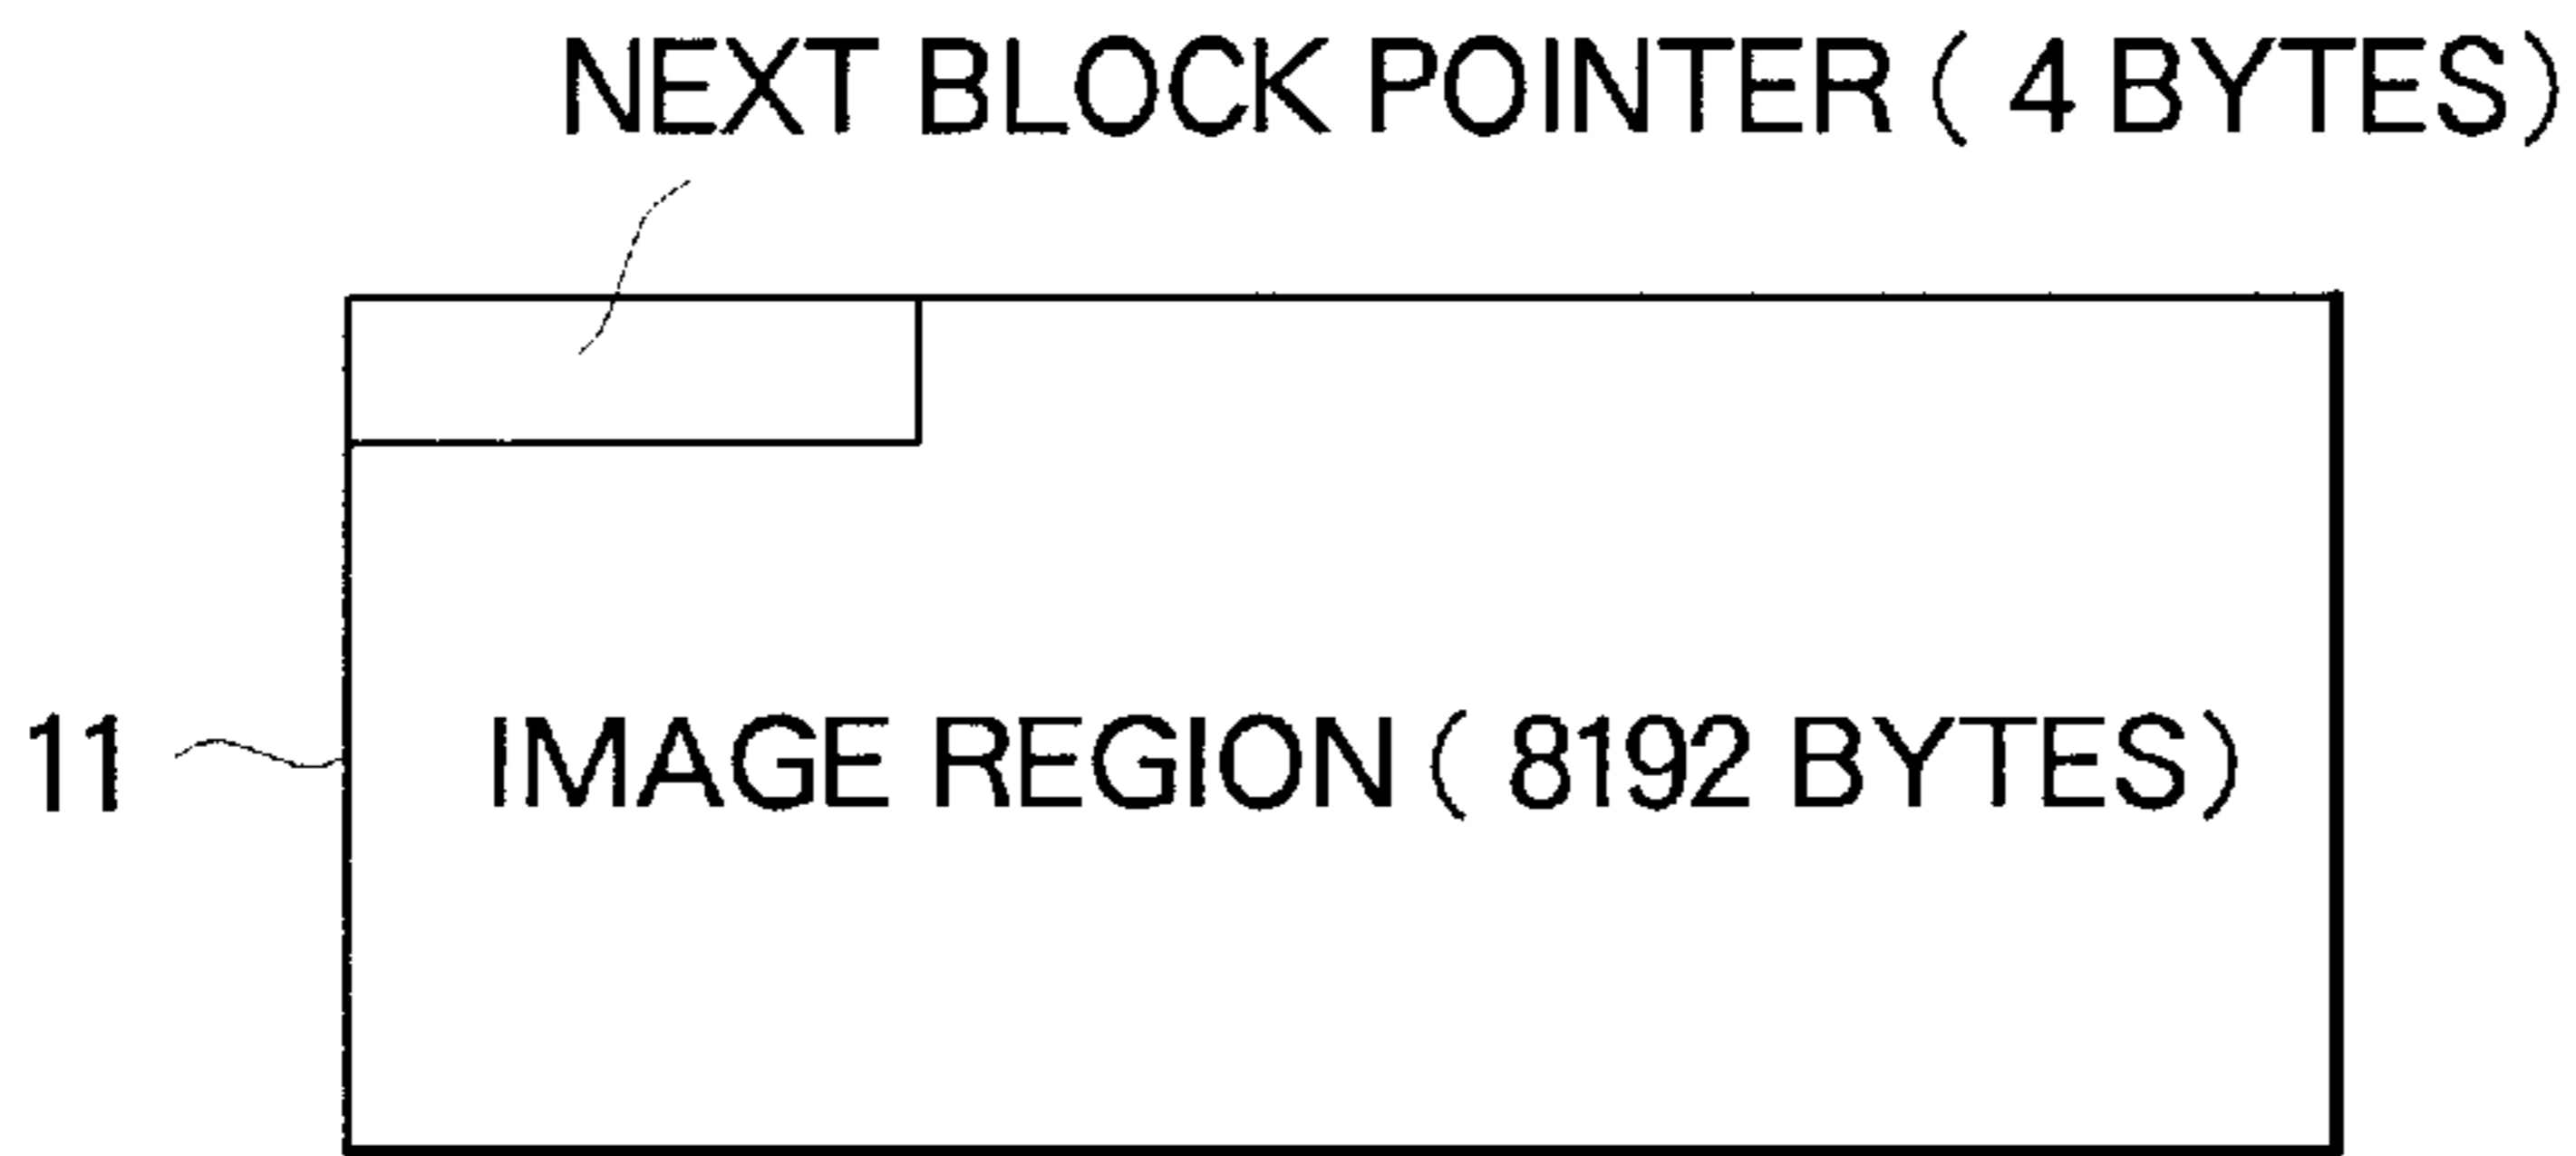 NEXT BLOCK POINTER ( 4 BYTES)
11
IMAGE REGION ( 8192 BYTES)